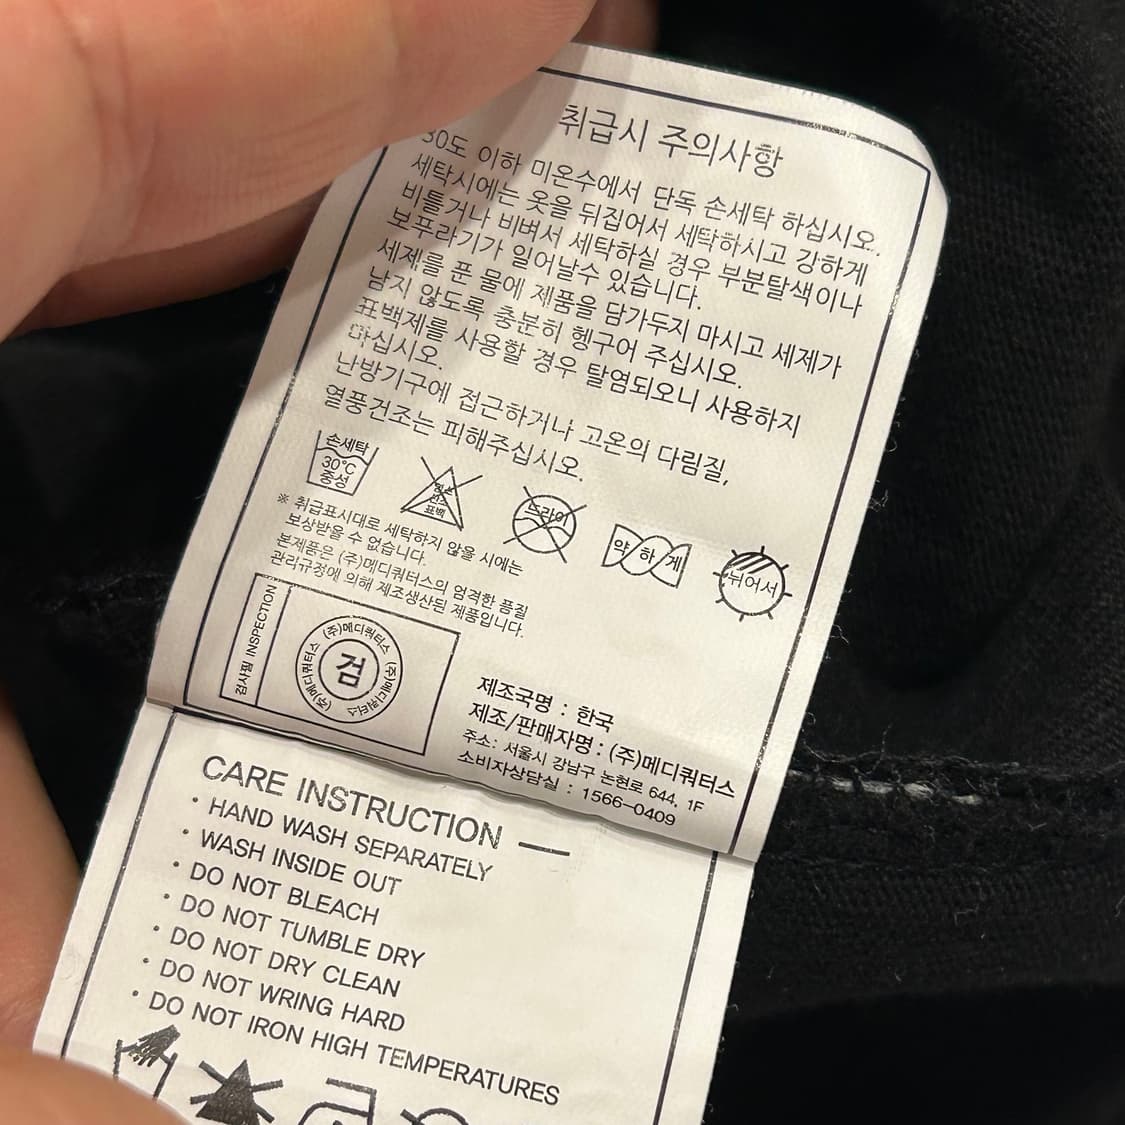 취급시 주의사항
30도 이하 미온수에서 단독 손세탁 하십시오.
세탁시에는 옷을 뒤집어서 세탁하시고 강하게
비틀거나 비벼서 세탁하실 경우 부분탈색이나
보푸라기가 일어날수 있습니다.
세제를 푼 물에 제품을 담가두지 마시고 세제가
남지 않도록 충분히 헹구어 주십시오.
표백제를 사용할 경우 탈염되오니 사용하지
마십시오.
난방기구에 접근하거나 고온의 다림질,
열풍건조는 피해주십시오.
손세탁
30℃
중성
표백
드라이
약하게
뉘어서
※ 취급표시대로 세탁하지 않을 시에는
보상받을 수 없습니다.
본제품은 (주)메디쿼터스의 엄격한 품질
관리규정에 의해 제조생산된 제품입니다.
검사필 INSPECTION
(주)메디쿼터스 (주)메디쿼터스 (주)메디쿼터스
검
제조국명 : 한국
제조/판매자명 : (주)메디쿼터스
주소: 서울시 강남구 논현로 644, 1F
소비자상담실 : 1566-0409
CARE INSTRUCTION —
· HAND WASH SEPARATELY
· WASH INSIDE OUT
· DO NOT BLEACH
· DO NOT TUMBLE DRY
· DO NOT DRY CLEAN
· DO NOT WRING HARD
· DO NOT IRON HIGH TEMPERATURES